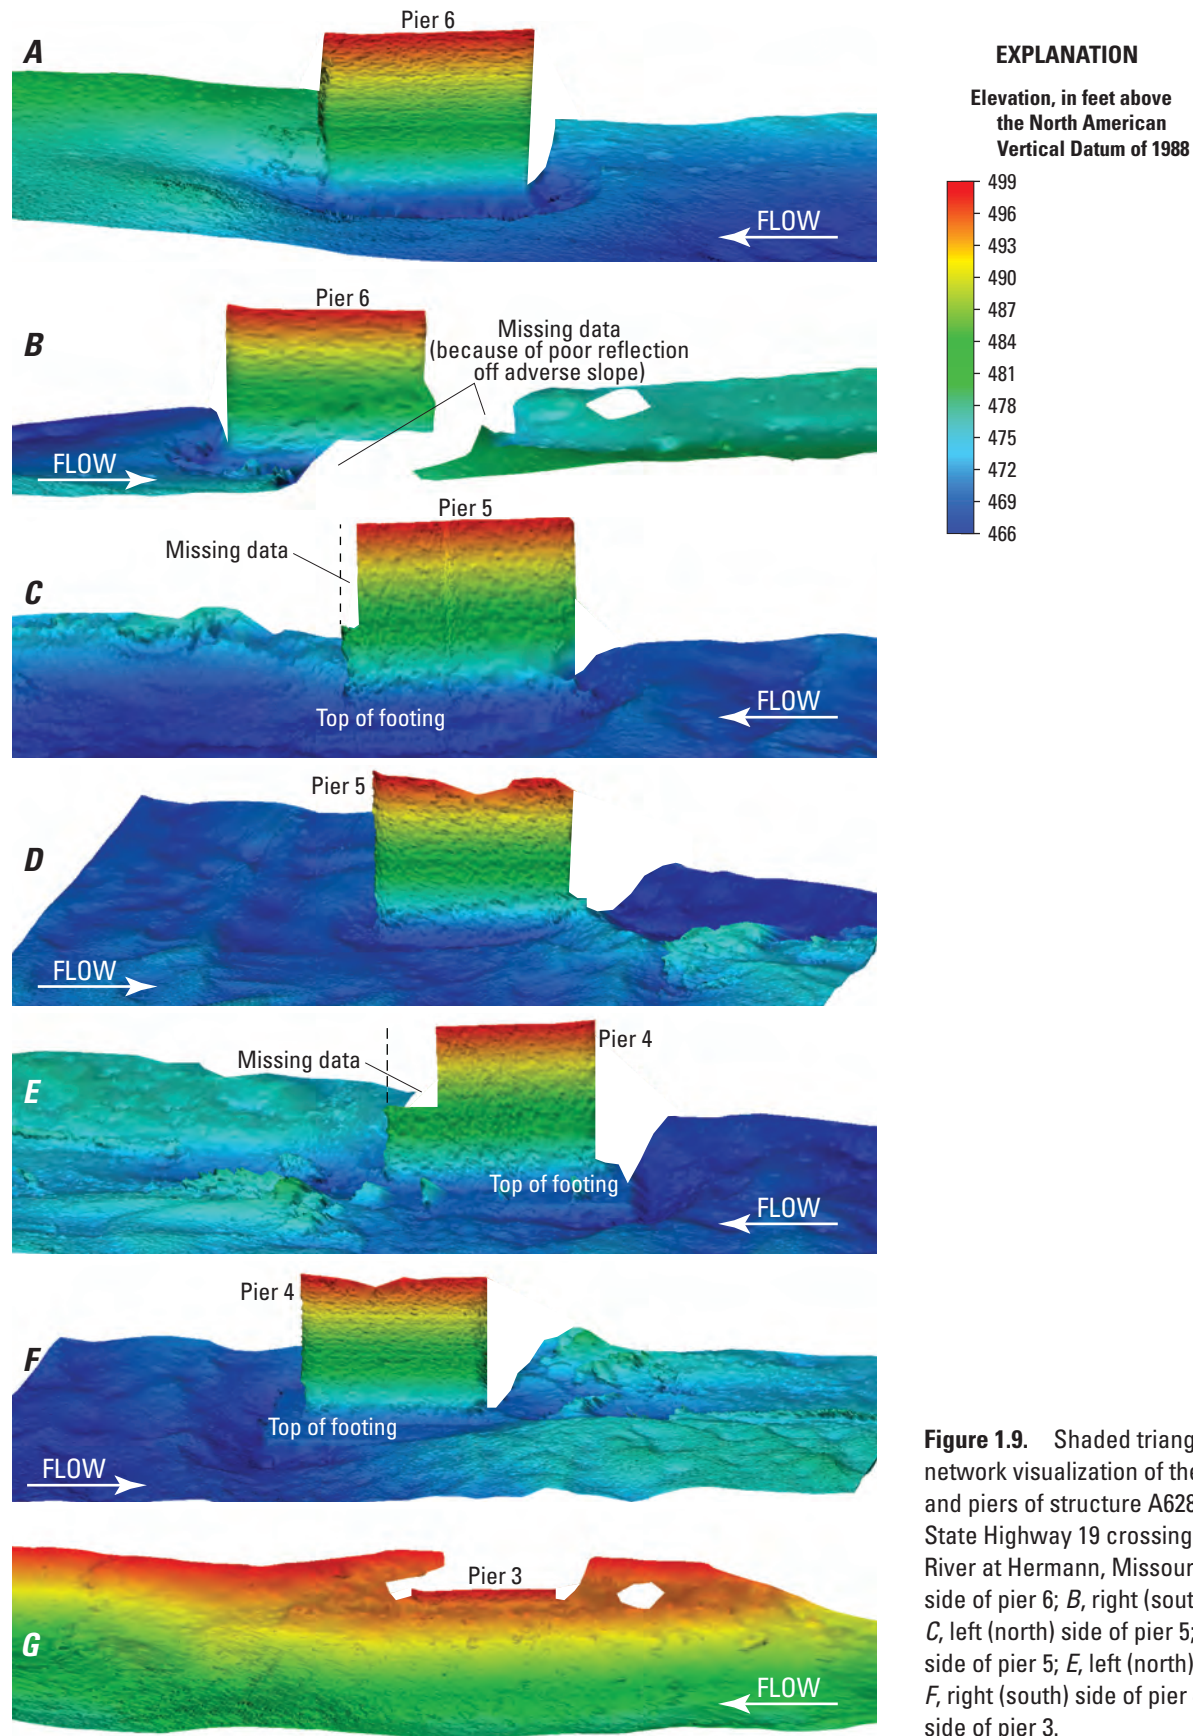 A
Pier 6
FLOW
B
Pier 6
Missing data
(because of poor reflection
off adverse slope)
FLOW
C
Pier 5
Missing data
Top of footing
FLOW
D
Pier 5
FLOW
E
Missing data
Pier 4
Top of footing
FLOW
F
Pier 4
Top of footing
FLOW
G
Pier 3
FLOW
EXPLANATION
Elevation, in feet above
the North American
Vertical Datum of 1988
499
496
493
490
487
484
481
478
475
472
469
466
Figure 1.9. Shaded triang
network visualization of the
and piers of structure A628
State Highway 19 crossing
River at Hermann, Missour
side of pier 6; B, right (sout
C, left (north) side of pier 5;
side of pier 5; E, left (north)
F, right (south) side of pier
side of pier 3.